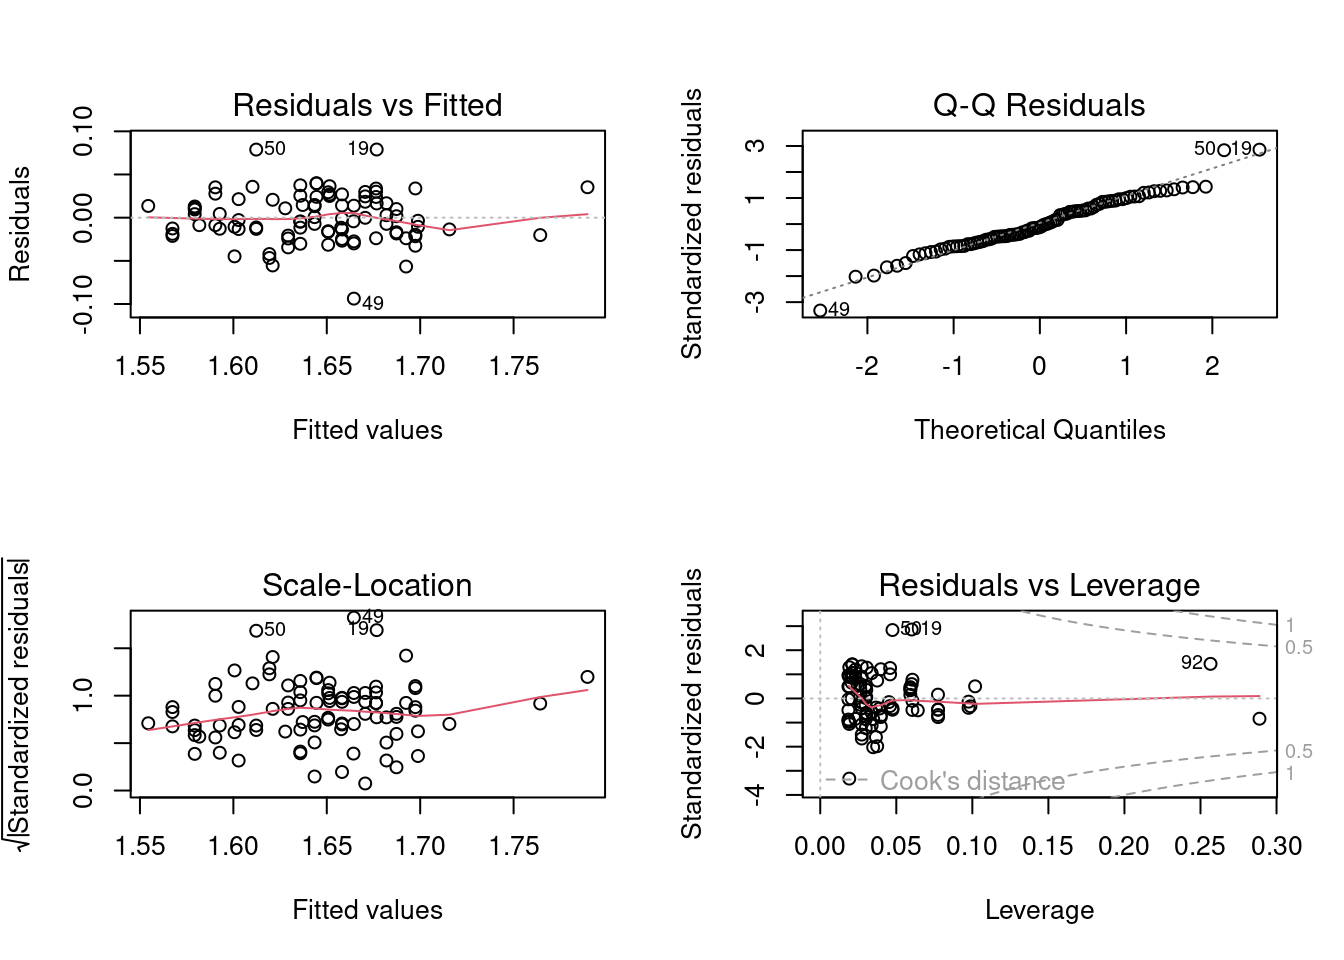 Residuals vs Fitted
Residuals
0.10
0.00
-0.10
50
19
49
1.55 1.60 1.65 1.70 1.75
Fitted values
Q-Q Residuals
Standardized residuals
3
1
-1
-3
50 19
49
-2 -1 0 1 2
Theoretical Quantiles
Scale-Location
√|Standardized residuals|
1.0
0.0
50
49
19
1.55 1.60 1.65 1.70 1.75
Fitted values
Residuals vs Leverage
Standardized residuals
2
0
-2
-4
50 19
92
1
0.5
0.5
1
Cook's distance
0.00 0.05 0.10 0.15 0.20 0.25 0.30
Leverage